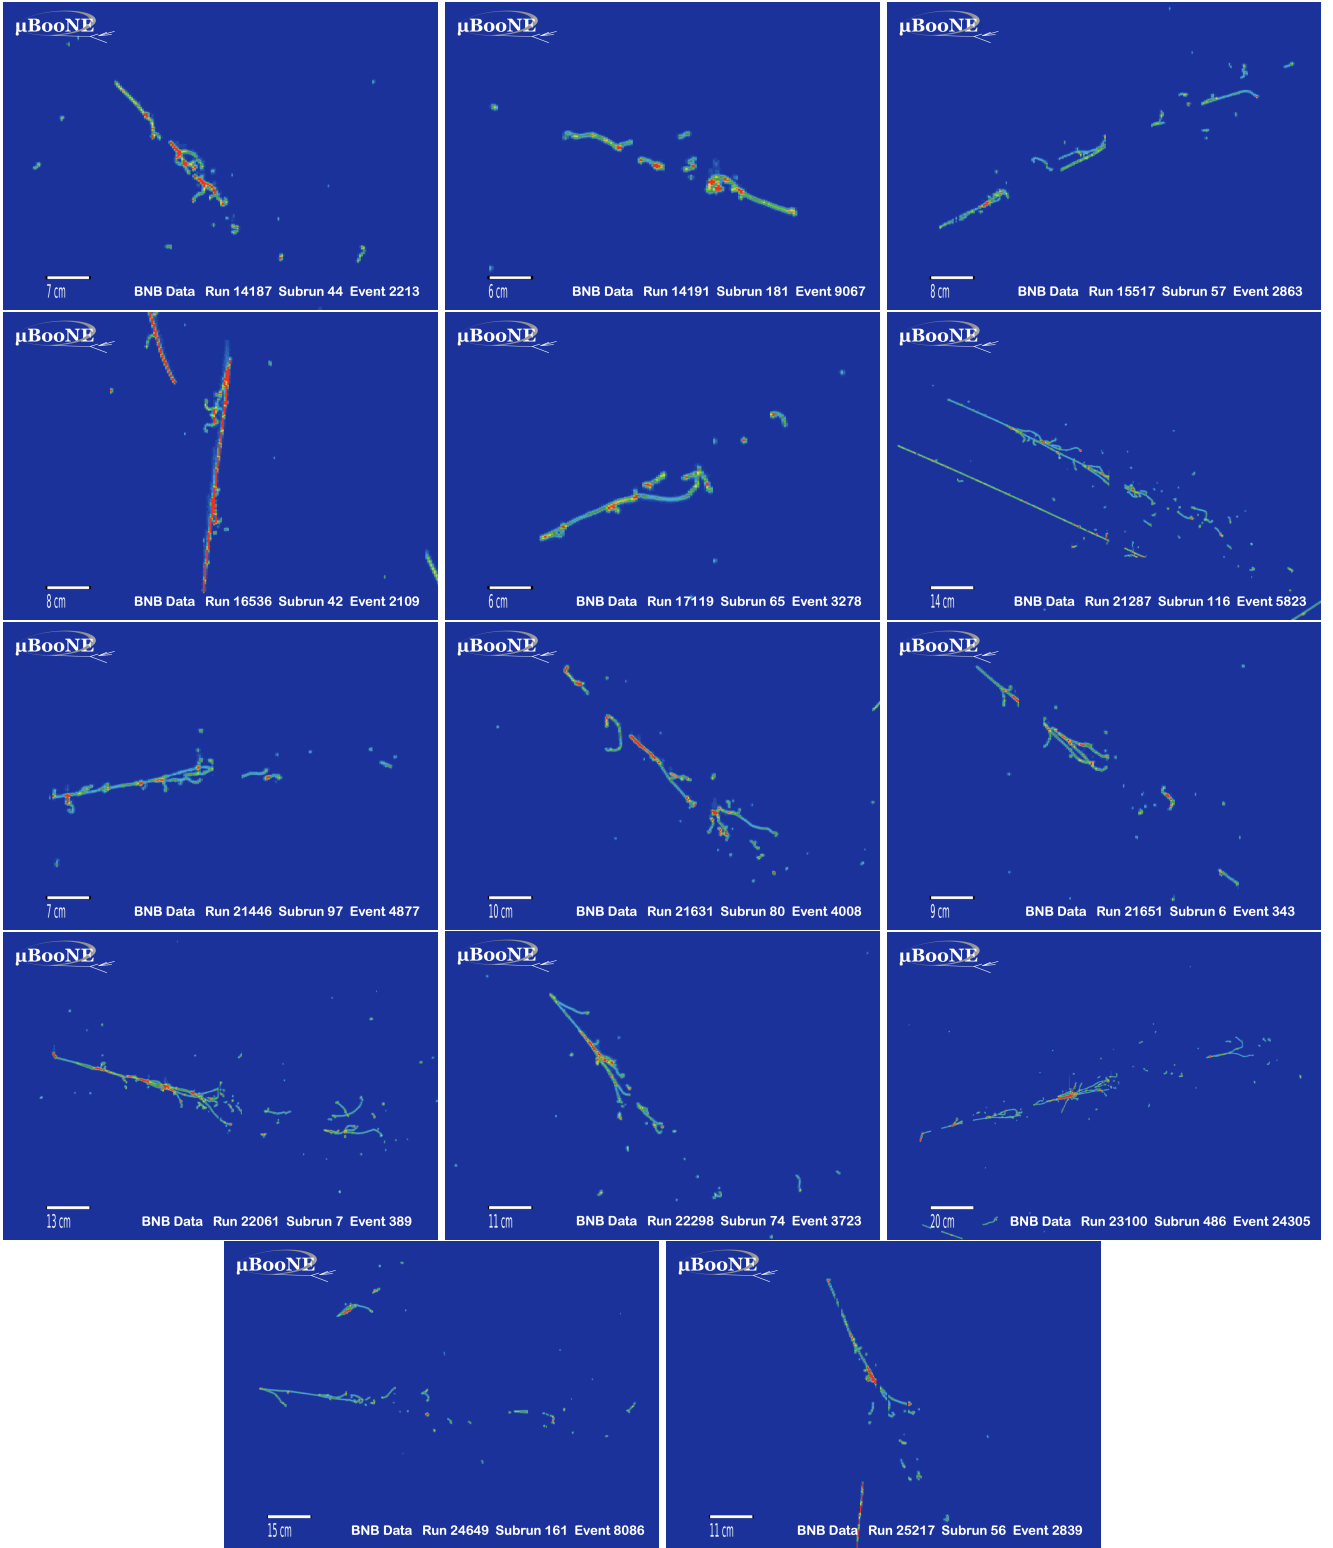 µBooNE
7 cm
BNB Data Run 14187 Subrun 44 Event 2213
µBooNE
6 cm
BNB Data Run 14191 Subrun 181 Event 9067
µBooNE
8 cm
BNB Data Run 15517 Subrun 57 Event 2863
µBooNE
8 cm
BNB Data Run 16536 Subrun 42 Event 2109
µBooNE
6 cm
BNB Data Run 17119 Subrun 65 Event 3278
µBooNE
14 cm
BNB Data Run 21287 Subrun 116 Event 5823
µBooNE
7 cm
BNB Data Run 21446 Subrun 97 Event 4877
µBooNE
10 cm
BNB Data Run 21631 Subrun 80 Event 4008
µBooNE
9 cm
BNB Data Run 21651 Subrun 6 Event 343
µBooNE
13 cm
BNB Data Run 22061 Subrun 7 Event 389
µBooNE
11 cm
BNB Data Run 22298 Subrun 74 Event 3723
µBooNE
20 cm
BNB Data Run 23100 Subrun 486 Event 24305
µBooNE
15 cm
BNB Data Run 24649 Subrun 161 Event 8086
µBooNE
11 cm
BNB Data Run 25217 Subrun 56 Event 2839